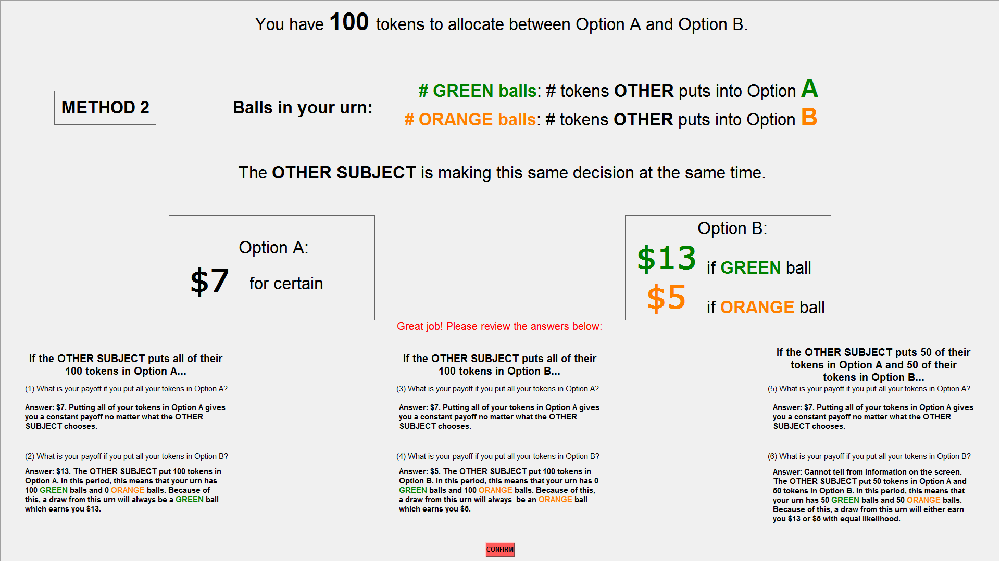 You have 100 tokens to allocate between Option A and Option B.
METHOD 2
Balls in your urn:
# GREEN balls: # tokens OTHER puts into Option A
# ORANGE balls: # tokens OTHER puts into Option B
The OTHER SUBJECT is making this same decision at the same time.
Option A:
$7 for certain
Option B:
$13 if GREEN ball
$5 if ORANGE ball
Great job! Please review the answers below:
If the OTHER SUBJECT puts all of their
100 tokens in Option A...
(1) What is your payoff if you put all your tokens in Option A?
Answer: $7. Putting all of your tokens in Option A gives
you a constant payoff no matter what the OTHER
SUBJECT chooses.
(2) What is your payoff if you put all your tokens in Option B?
Answer: $13. The OTHER SUBJECT put 100 tokens in
Option A. In this period, this means that your urn has
100 GREEN balls and 0 ORANGE balls. Because of
this, a draw from this urn will always be a GREEN ball
which earns you $13.
If the OTHER SUBJECT puts all of their
100 tokens in Option B...
(3) What is your payoff if you put all your tokens in Option A?
Answer: $7. Putting all of your tokens in Option A gives
you a constant payoff no matter what the OTHER
SUBJECT chooses.
(4) What is your payoff if you put all your tokens in Option B?
Answer: $5. The OTHER SUBJECT put 100 tokens in
Option B. In this period, this means that your urn has 0
GREEN balls and 100 ORANGE balls. Because of this,
a draw from this urn will always be an ORANGE ball
which earns you $5.
If the OTHER SUBJECT puts 50 of their
tokens in Option A and 50 of their
tokens in Option B...
(5) What is your payoff if you put all your tokens in Option A?
Answer: $7. Putting all of your tokens in Option A gives
you a constant payoff no matter what the OTHER
SUBJECT chooses.
(6) What is your payoff if you put all your tokens in Option B?
Answer: Cannot tell from information on the screen.
The OTHER SUBJECT put 50 tokens in Option A and
50 tokens in Option B. In this period, this means that
your urn has 50 GREEN balls and 50 ORANGE balls.
Because of this, a draw from this urn will either earn
you $13 or $5 with equal likelihood.
CONFIRM